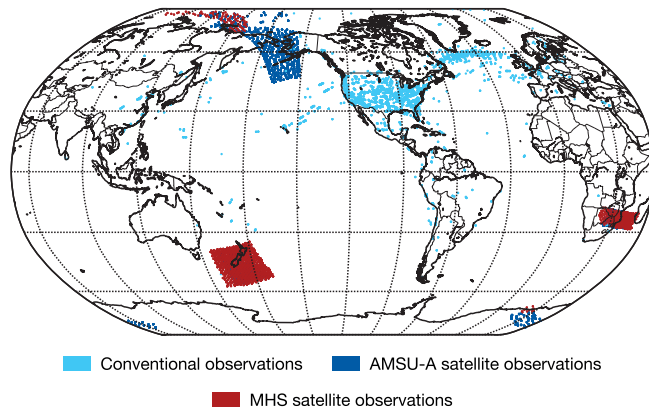 Conventional observations
AMSU-A satellite observations
MHS satellite observations